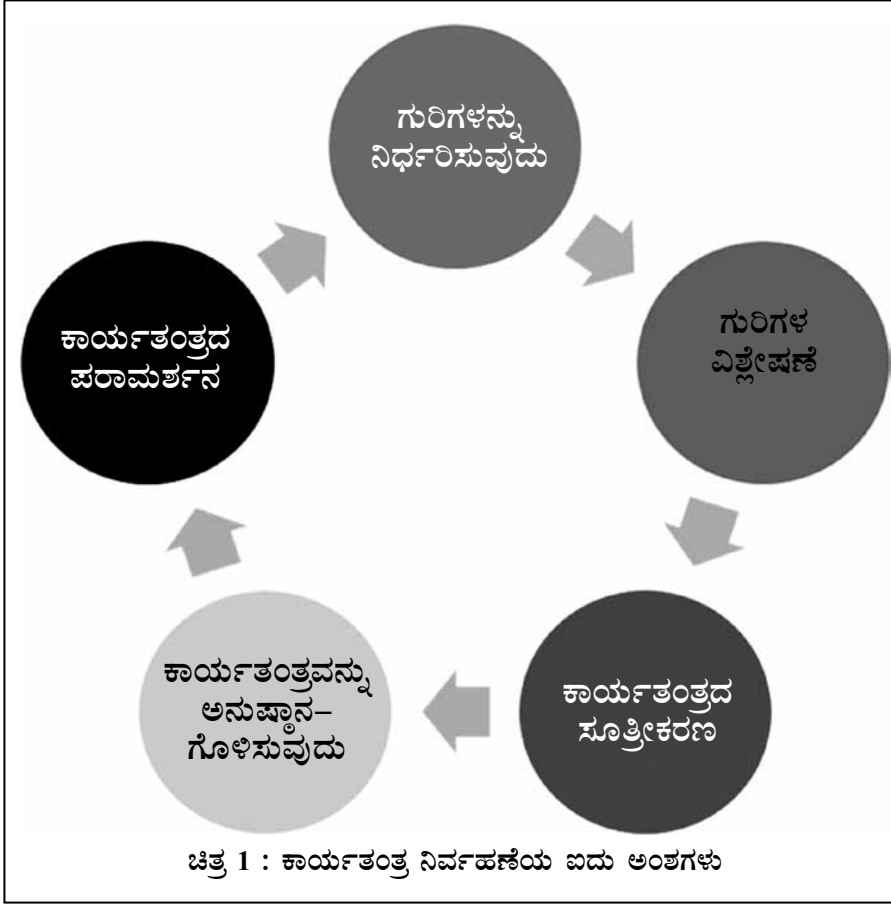 ಗುರಿಗಳನ್ನು
ನಿರ್ಧರಿಸುವುದು
ಗುರಿಗಳ
ವಿಶ್ಲೇಷಣೆ
ಕಾರ್ಯತಂತ್ರದ
ಸೂತ್ರೀಕರಣ
ಕಾರ್ಯತಂತ್ರವನ್ನು
ಅನುಷ್ಠಾನ–
ಗೊಳಿಸುವುದು
ಕಾರ್ಯತಂತ್ರದ
ಪರಾಮರ್ಶನ
ಚಿತ್ರ 1 : ಕಾರ್ಯತಂತ್ರ ನಿರ್ವಹಣೆಯ ಐದು ಅಂಶಗಳು